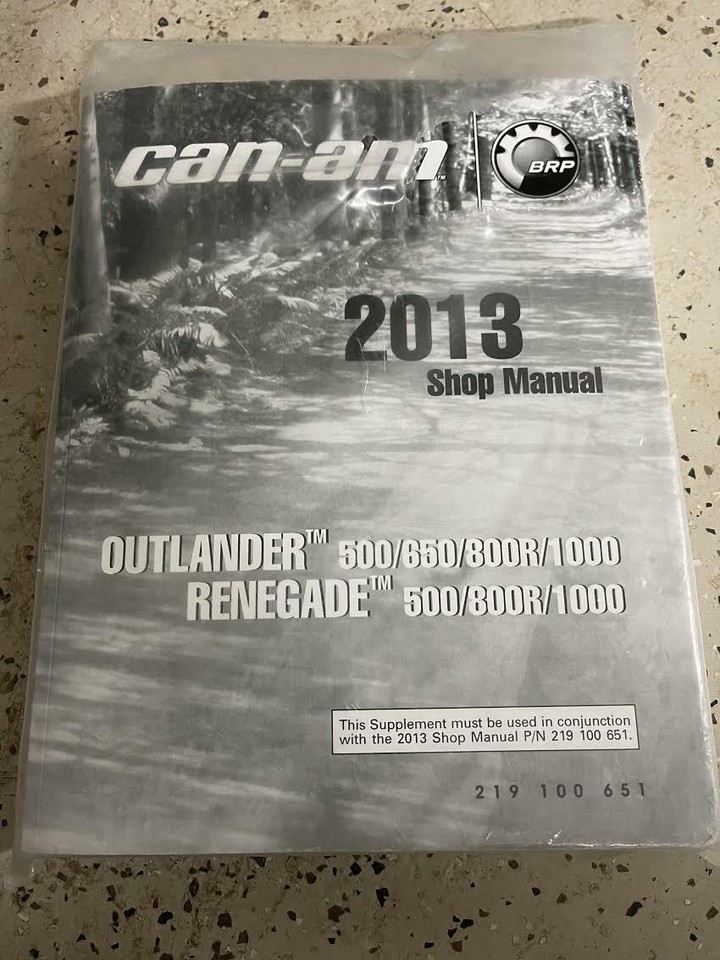 can-am™
BRP
2013
Shop Manual
OUTLANDER™ 500/650/800R/1000
RENEGADE™ 500/800R/1000
This Supplement must be used in conjunction
with the 2013 Shop Manual P/N 219 100 651.
219 100 651